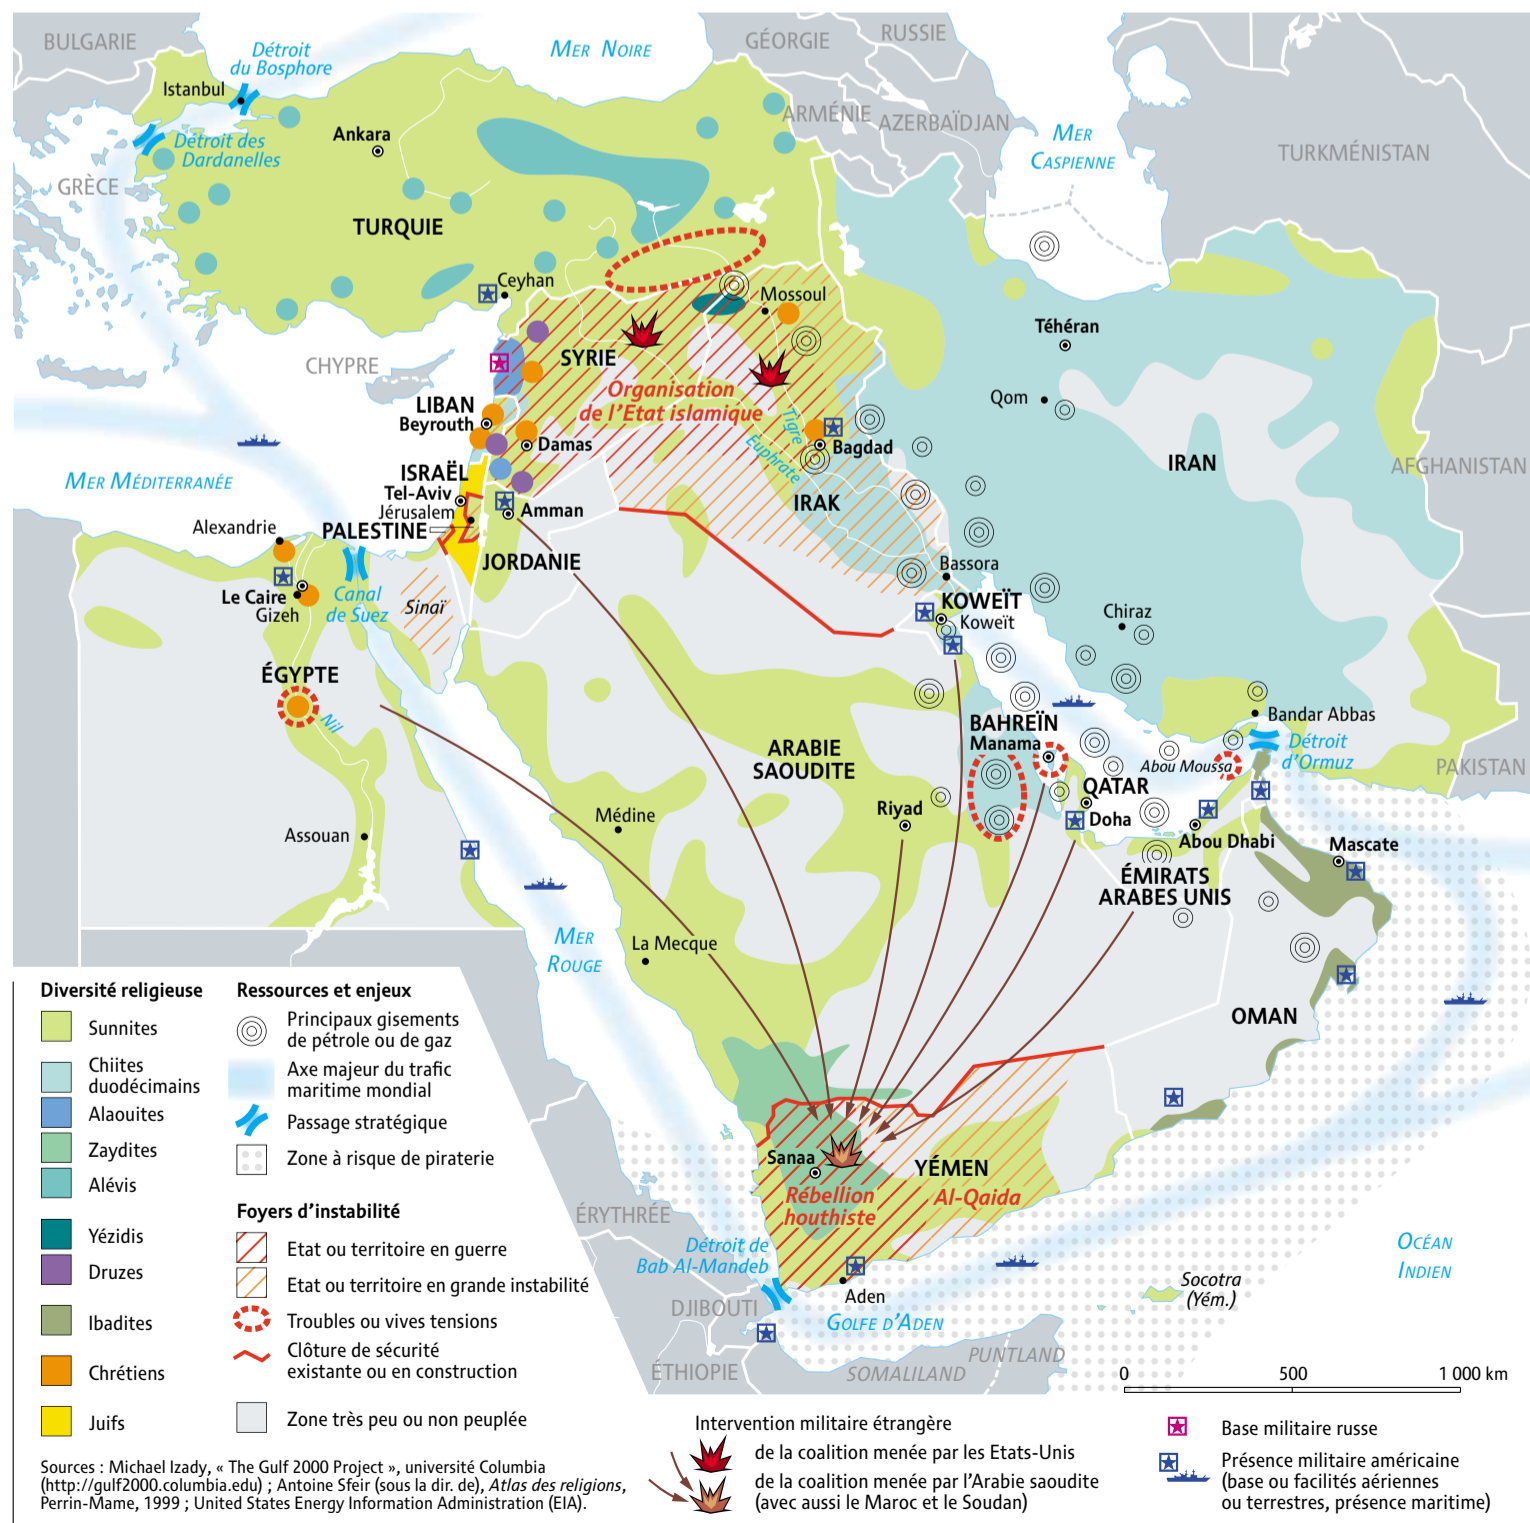 BULGARIE
Détroit
du Bosphore
Istanbul
MER NOIRE
GÉORGIE
RUSSIE
ARMÉNIE
AZERBAÏDJAN
MER
CASPIENNE
TURKMÉNISTAN
Ankara
Détroit des
Dardanelles
GRÈCE
TURQUIE
Ceyhan
Mossoul
Téhéran
CHYPRE
SYRIE
Organisation
de l'Etat islamique
Qom
LIBAN
Beyrouth
Tigre
Euphrate
Damas
Bagdad
IRAN
AFGHANISTAN
MER MÉDITERRANÉE
ISRAËL
Tel-Aviv
Jérusalem
Amman
IRAK
Alexandrie
PALESTINE
JORDANIE
Bassora
Le Caire
Gizeh
Canal
de Suez
Sinaï
KOWEÏT
Koweït
Chiraz
ÉGYPTE
Nil
BAHREÏN
Manama
Bandar Abbas
Détroit
d'Ormuz
Abou Moussa
PAKISTAN
ARABIE
SAOUDITE
QATAR
Doha
Riyad
Médine
Assouan
Abou Dhabi
Mascate
ÉMIRATS
ARABES UNIS
La Mecque
MER
ROUGE
OMAN
Sanaa
YÉMEN
Rébellion
houthiste
Al-Qaida
ÉRYTHRÉE
Détroit de
Bab Al-Mandeb
Aden
DJIBOUTI
GOLFE D'ADEN
OCÉAN
INDIEN
Socotra
(Yém.)
ÉTHIOPIE
SOMALILAND
PUNTLAND
0 500 1 000 km
Diversité religieuse
Sunnites
Chiites
duodécimains
Alaouites
Zaydites
Alévis
Yézidis
Druzes
Ibadites
Chrétiens
Juifs
Ressources et enjeux
Principaux gisements
de pétrole ou de gaz
Axe majeur du trafic
maritime mondial
Passage stratégique
Zone à risque de piraterie
Foyers d'instabilité
Etat ou territoire en guerre
Etat ou territoire en grande instabilité
Troubles ou vives tensions
Clôture de sécurité
existante ou en construction
Zone très peu ou non peuplée
Intervention militaire étrangère
de la coalition menée par les Etats-Unis
de la coalition menée par l'Arabie saoudite
(avec aussi le Maroc et le Soudan)
Base militaire russe
Présence militaire américaine
(base ou facilités aériennes
ou terrestres, présence maritime)
Sources : Michael Izady, « The Gulf 2000 Project », université Columbia
(http://gulf2000.columbia.edu) ; Antoine Sfeir (sous la dir. de), Atlas des religions,
Perrin-Mame, 1999 ; United States Energy Information Administration (EIA).